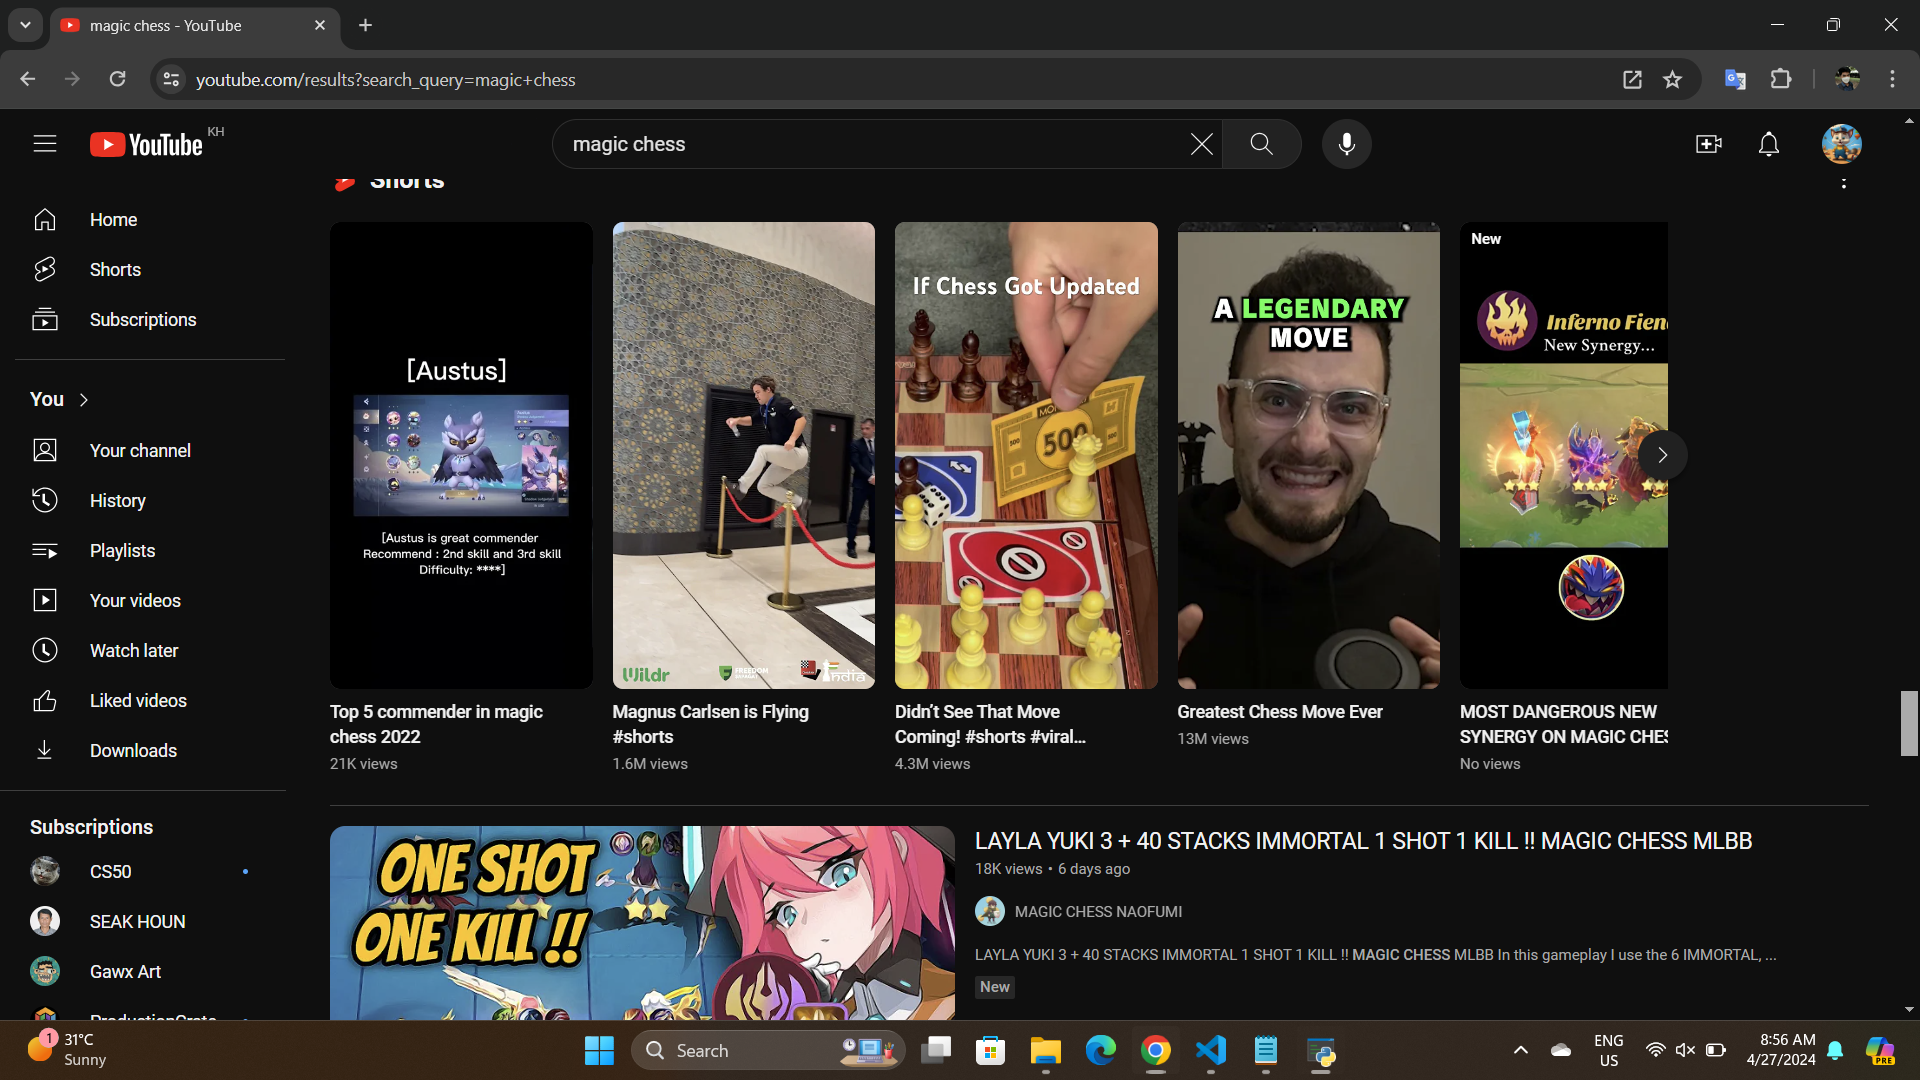 magic chess - YouTube
youtube.com/results?search_query=magic+chess
YouTube KH
magic chess
Shorts
Home
Shorts
Subscriptions
You
Your channel
History
Playlists
Your videos
Watch later
Liked videos
Downloads
Subscriptions
CS50
SEAK HOUN
Gawx Art
[Austus]
[Austus is great commender
Recommend : 2nd skill and 3rd skill
Difficulty: ****]
Top 5 commender in magic
chess 2022
21K views
Wildr
FREEDOM
India
Magnus Carlsen is Flying
#shorts
1.6M views
If Chess Got Updated
500
500
Didn't See That Move
Coming! #shorts #viral...
4.3M views
A LEGENDARY
MOVE
Greatest Chess Move Ever
13M views
New
Inferno Fien
New Synergy...
MOST DANGEROUS NEW
SYNERGY ON MAGIC CHES
No views
ONE SHOT
ONE KILL !!
LAYLA YUKI 3 + 40 STACKS IMMORTAL 1 SHOT 1 KILL !! MAGIC CHESS MLBB
18K views • 6 days ago
MAGIC CHESS NAOFUMI
LAYLA YUKI 3 + 40 STACKS IMMORTAL 1 SHOT 1 KILL !! MAGIC CHESS MLBB In this gameplay I use the 6 IMMORTAL, ...
New
1
31°C
Sunny
Search
ENG
US
8:56 AM
4/27/2024
PRE